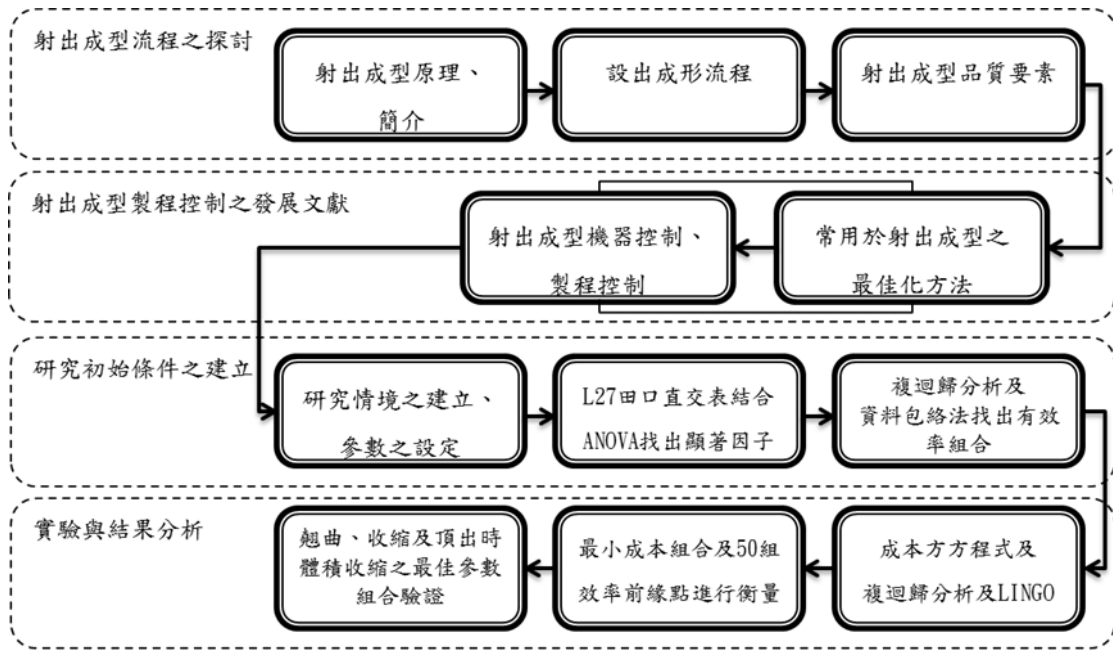 射出成型流程之探討
射出成型原理、
簡介
設出成形流程
射出成型品質要素
射出成型製程控制之發展文獻
常用於射出成型之
最佳化方法
射出成型機器控制、
製程控制
研究初始條件之建立
研究情境之建立、
參數之設定
L27田口直交表結合
ANOVA找出顯著因子
複迴歸分析及
資料包絡法找出有效
率組合
實驗與結果分析
成本方方程式及
複迴歸分析及LINGO
最小成本組合及50組
效率前緣點進行衡量
翹曲、收縮及頂出時
體積收縮之最佳參數
組合驗證